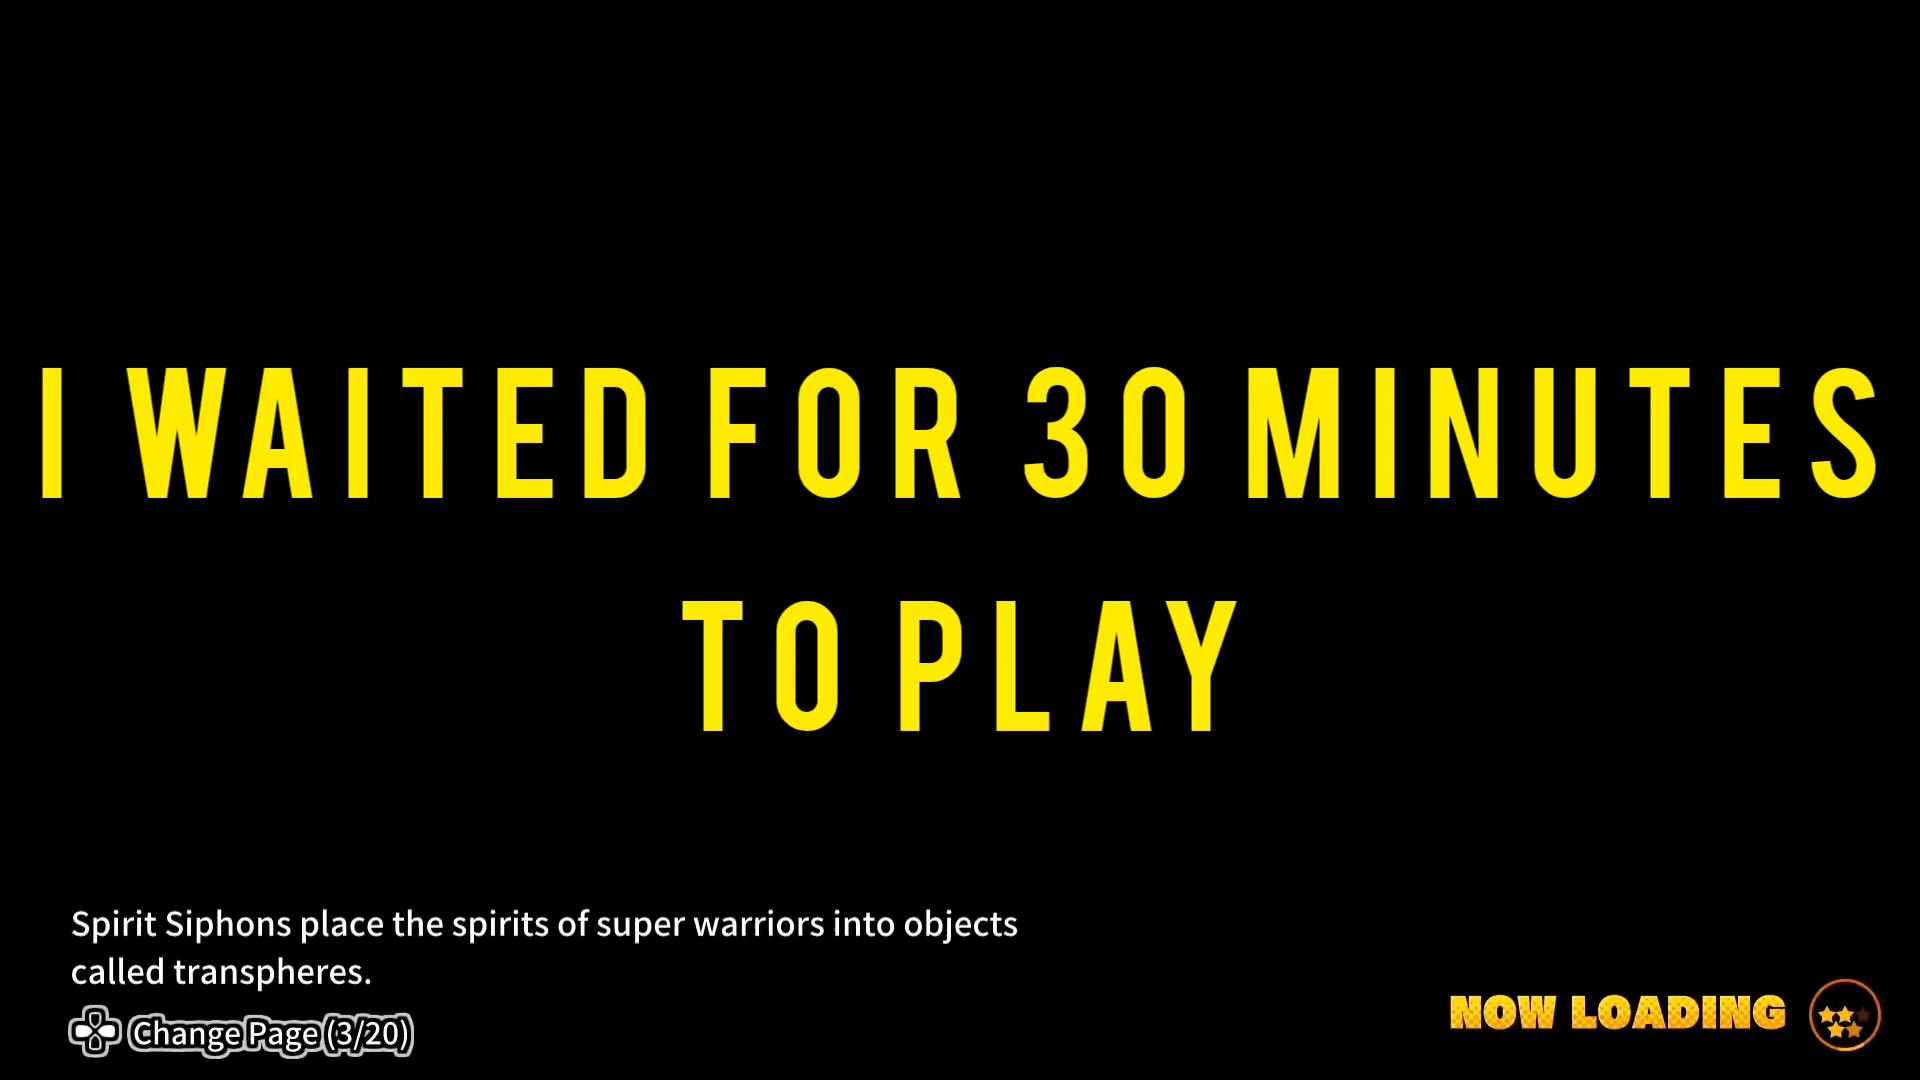 I WAITED FOR 30 MINUTES
TO PLAY
Spirit Siphons place the spirits of super warriors into objects
called transpheres.
Change Page (3/20)
NOW LOADING